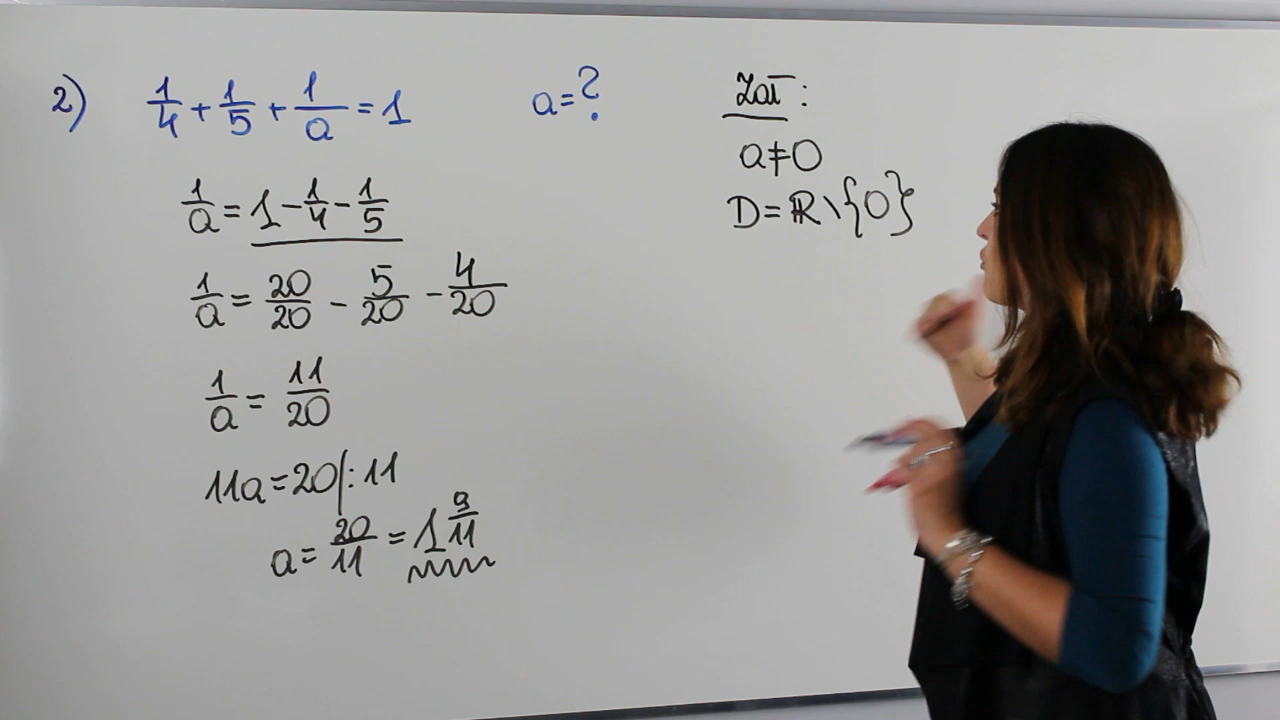 2) 1/4 + 1/5 + 1/a = 1 a = ?
1/a = 1 - 1/4 - 1/5
1/a = 20/20 - 5/20 - 4/20
1/a = 11/20
11a = 20 |: 11
a = 20/11 = 1 9/11
Zał:
a ≠ 0
D = ℝ \ {0}